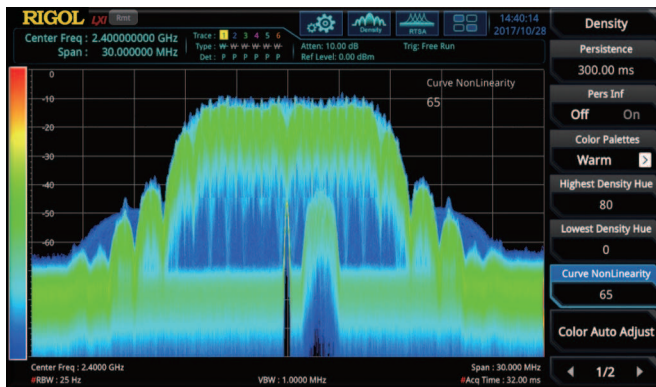 RIGOL LXI Rmt
Center Freq : 2.400000000 GHz
Span : 30.000000 MHz
Trace : 1 2 3 4 5 6
Type : W W W W W W
Det : P P P P P P
Density
RTSA
Atten: 10.00 dB
Ref Level: 0.00 dBm
Trig: Free Run
14:40:14
2017/10/28
0
-10
-20
-30
-40
-50
-60
Curve NonLinearity
65
Center Freq : 2.4000 GHz
#RBW : 25 Hz
VBW : 1.0000 MHz
Span : 30.000 MHz
#Acq Time : 32.00 ms
Density
Persistence
300.00 ms
Pers Inf
Off On
Color Palettes
Warm
Highest Density Hue
80
Lowest Density Hue
0
Curve NonLinearity
65
Color Auto Adjust
1/2